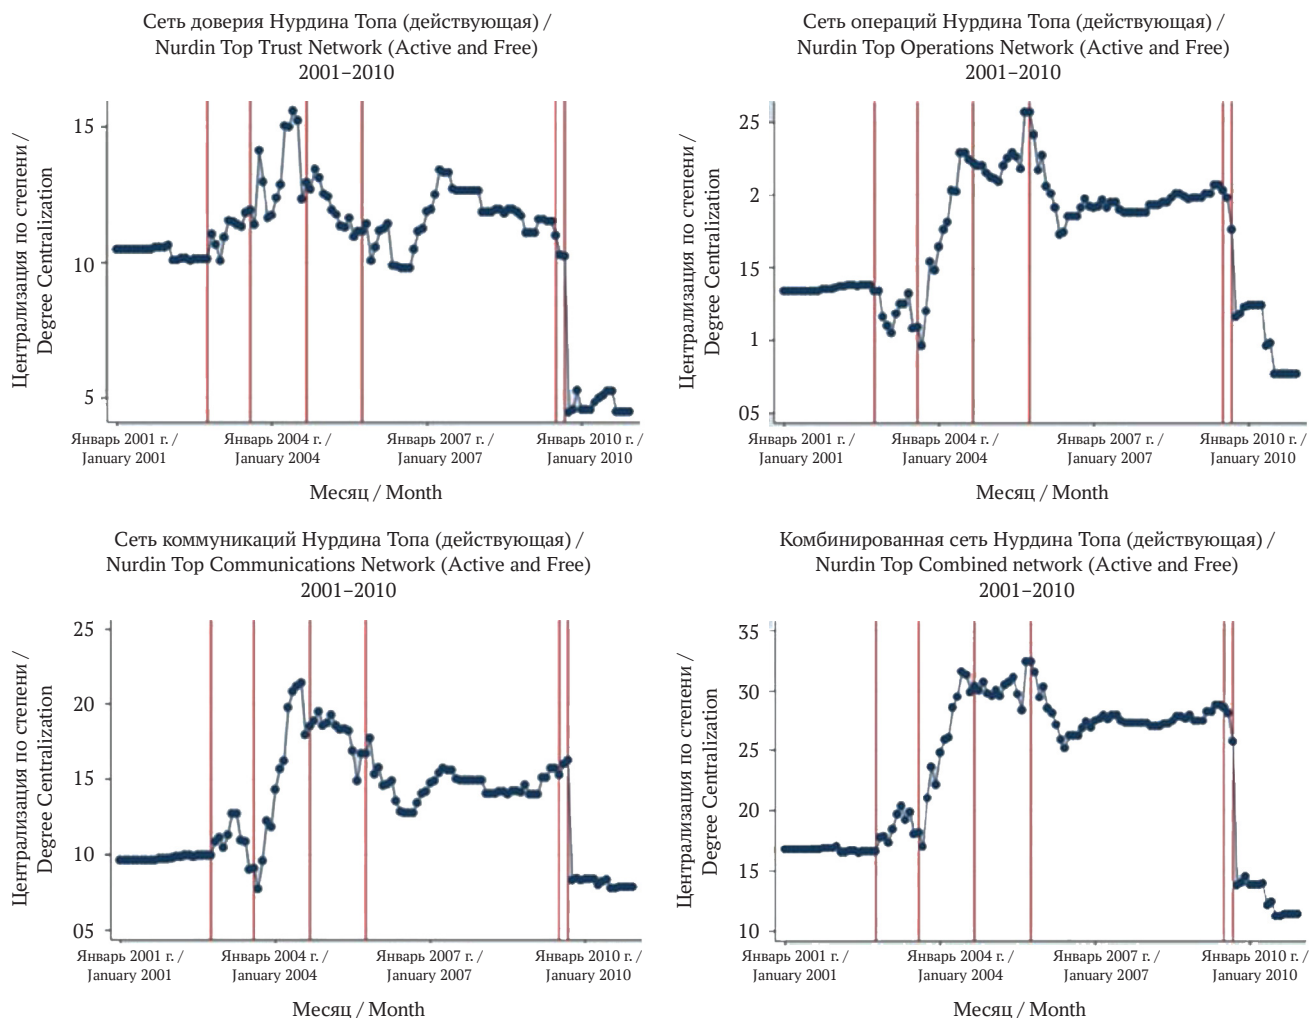 Сеть доверия Нурдина Топа (действующая) /
Nurdin Top Trust Network (Active and Free)
2001–2010
Централизация по степени /
Degree Centralization
15
10
5
Январь 2001 г. /
January 2001
Январь 2004 г. /
January 2004
Январь 2007 г. /
January 2007
Январь 2010 г. /
January 2010
Месяц / Month
Сеть операций Нурдина Топа (действующая) /
Nurdin Top Operations Network (Active and Free)
2001–2010
Централизация по степени /
Degree Centralization
25
2
15
1
05
Январь 2001 г. /
January 2001
Январь 2004 г. /
January 2004
Январь 2007 г. /
January 2007
Январь 2010 г. /
January 2010
Месяц / Month
Сеть коммуникаций Нурдина Топа (действующая) /
Nurdin Top Communications Network (Active and Free)
2001–2010
Централизация по степени /
Degree Centralization
25
20
15
10
05
Январь 2001 г. /
January 2001
Январь 2004 г. /
January 2004
Январь 2007 г. /
January 2007
Январь 2010 г. /
January 2010
Месяц / Month
Комбинированная сеть Нурдина Топа (действующая) /
Nurdin Top Combined network (Active and Free)
2001–2010
Централизация по степени /
Degree Centralization
35
30
25
20
15
10
Январь 2001 г. /
January 2001
Январь 2004 г. /
January 2004
Январь 2007 г. /
January 2007
Январь 2010 г. /
January 2010
Месяц / Month